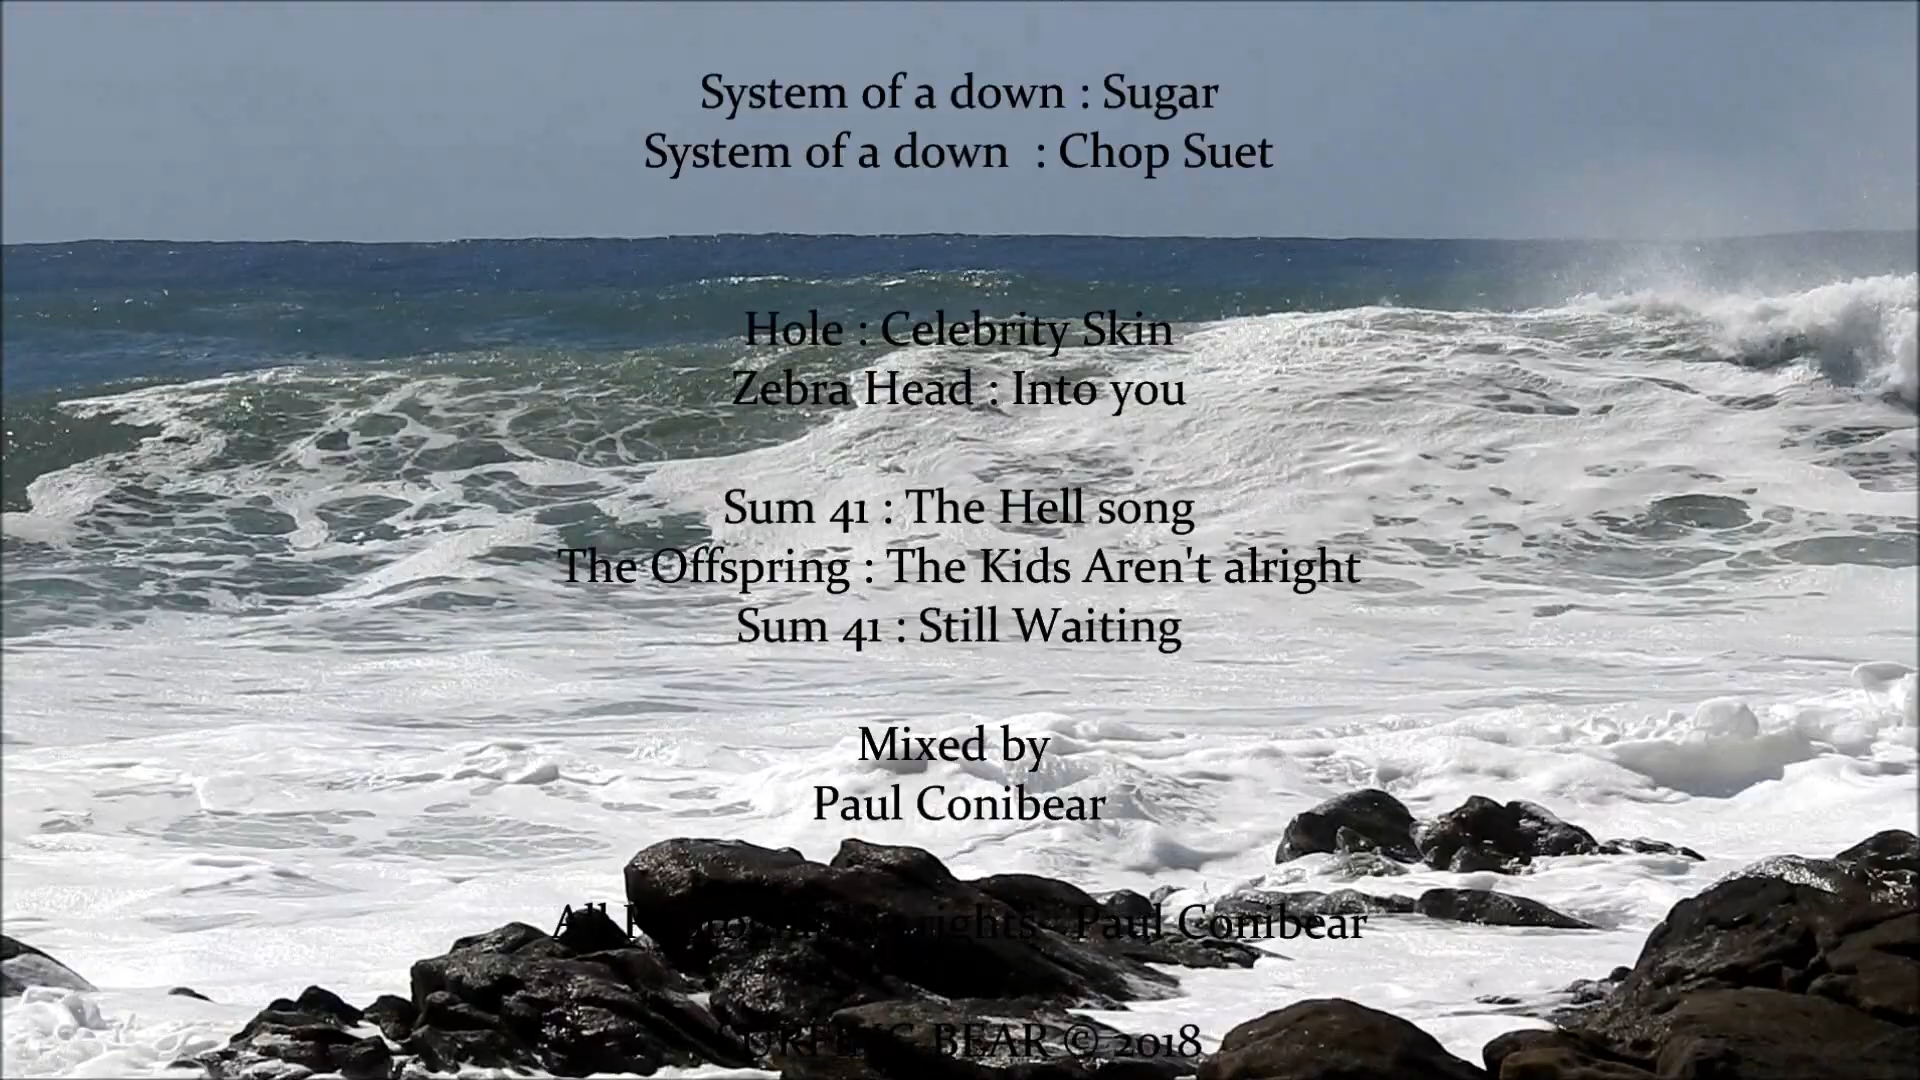 System of a down : Sugar
System of a down : Chop Suet
Hole : Celebrity Skin
Zebra Head : Into you
Sum 41 : The Hell song
The Offspring : The Kids Aren't alright
Sum 41 : Still Waiting
Mixed by
Paul Conibear
All rights Paul Conibear
BEAR © 2018